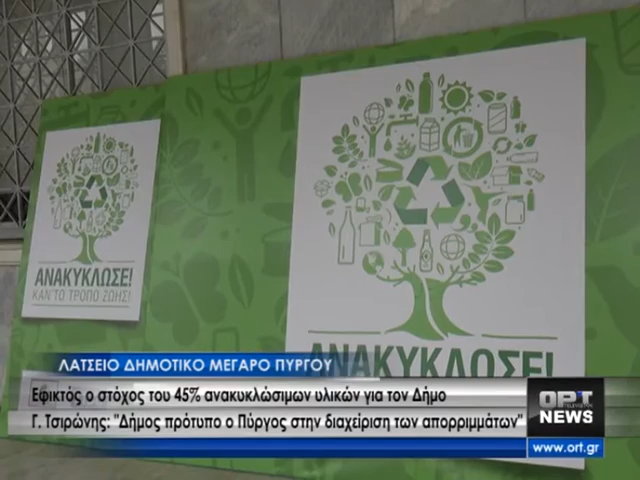 ΑΝΑΚΥΚΛΩΣΕ!
ΚΑΝ'ΤΟ ΤΡΟΠΟ ΖΩΗΣ!
ΑΝΑΚΥΚΛΩΣΕ!
ΛΑΤΣΕΙΟ ΔΗΜΟΤΙΚΟ ΜΕΓΑΡΟ ΠΥΡΓΟΥ
Εφικτός ο στόχος του 45% ανακυκλώσιμων υλικών για τον Δήμο
Γ. Τσιρώνης: "Δήμος πρότυπο ο Πύργος στην διαχείριση των απορριμμάτων"
ΟΡΤ
NEWS
www.ort.gr